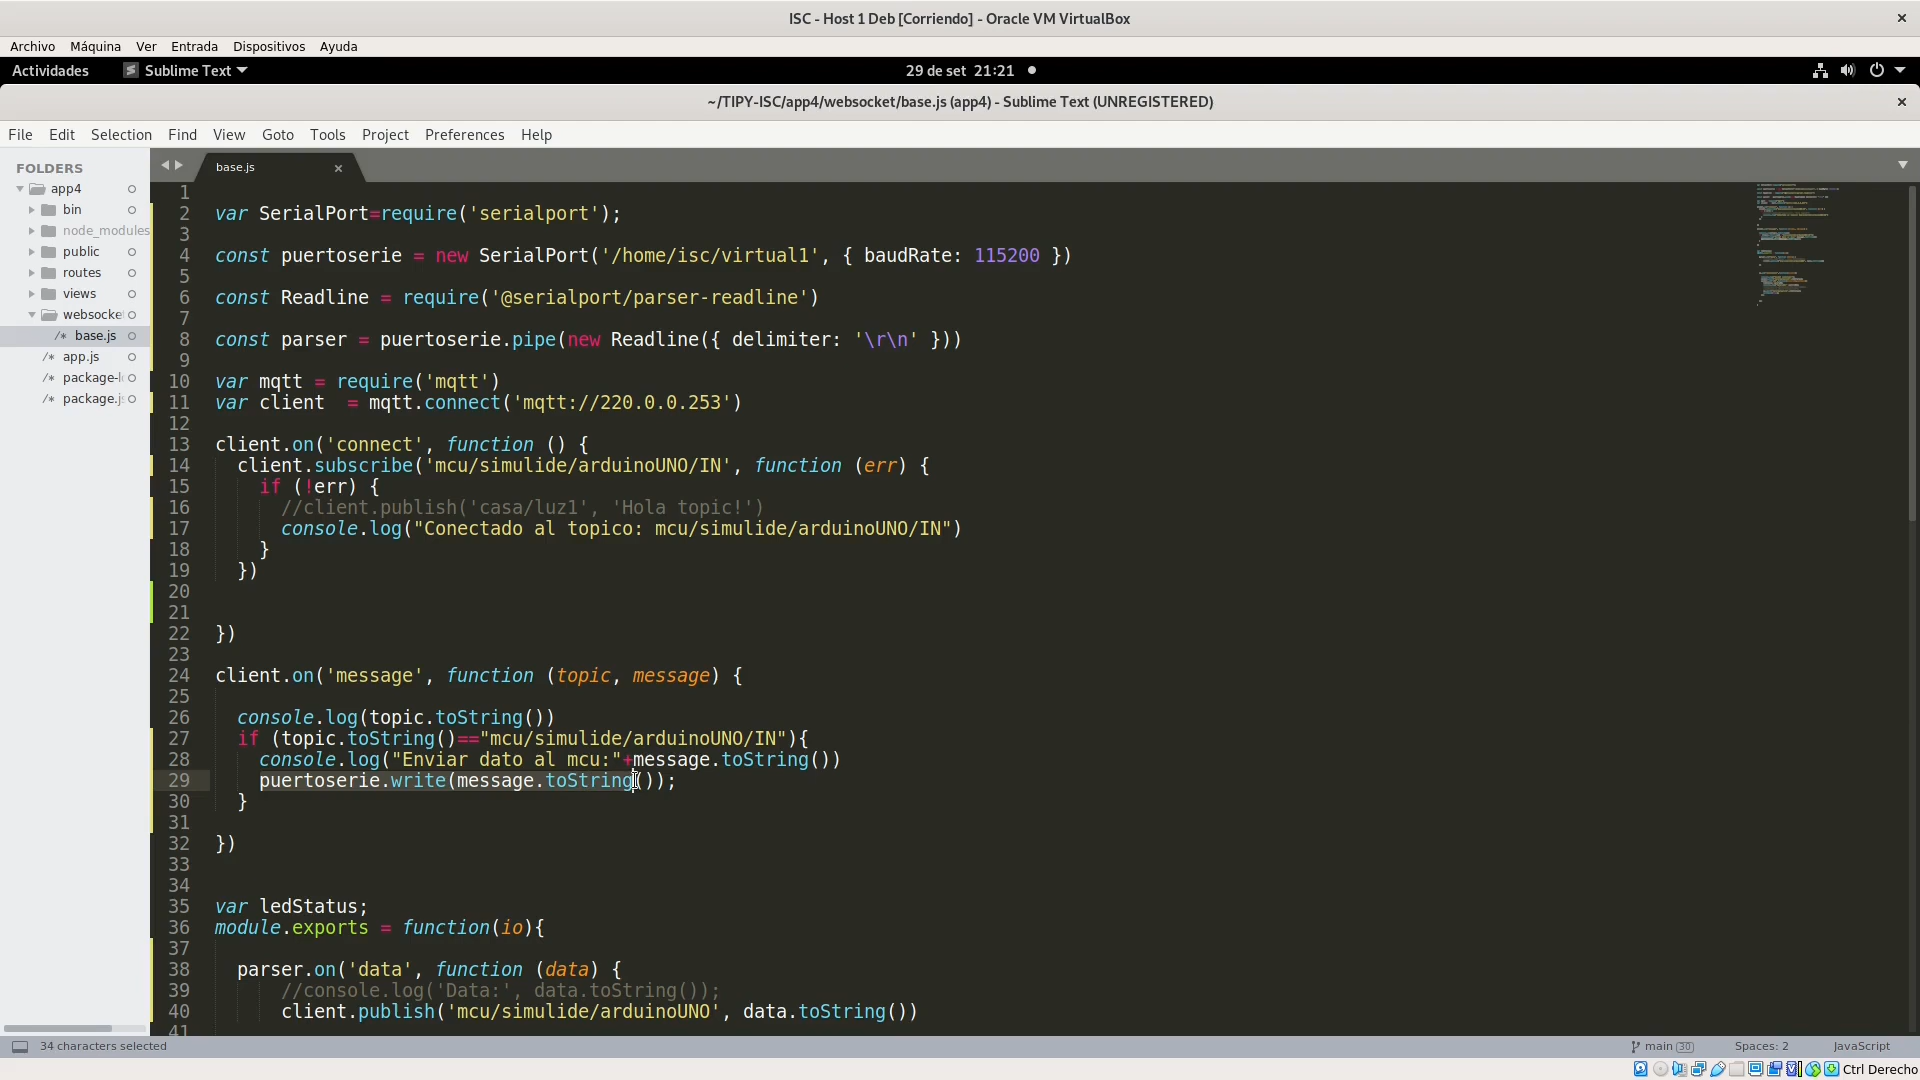 ISC - Host 1 Deb [Corriendo] - Oracle VM VirtualBox
Archivo Máquina Ver Entrada Dispositivos Ayuda
Actividades Sublime Text 29 de set 21:21
~/TIPY-ISC/app4/websocket/base.js (app4) - Sublime Text (UNREGISTERED)
File Edit Selection Find View Goto Tools Project Preferences Help
FOLDERS
app4
bin
node_modules
public
routes
views
websocke
/* base.js
/* app.js
/* package-l
/* package.j
base.js
1
2 var SerialPort=require('serialport');
3
4 const puertoserie = new SerialPort('/home/isc/virtual1', { baudRate: 115200 })
5
6 const Readline = require('@serialport/parser-readline')
7
8 const parser = puertoserie.pipe(new Readline({ delimiter: '\r\n' }))
9
10 var mqtt = require('mqtt')
11 var client  = mqtt.connect('mqtt://220.0.0.253')
12
13 client.on('connect', function () {
14   client.subscribe('mcu/simulide/arduinoUNO/IN', function (err) {
15     if (!err) {
16       //client.publish('casa/luz1', 'Hola topic!')
17       console.log("Conectado al topico: mcu/simulide/arduinoUNO/IN")
18     }
19   })
20
21
22 })
23
24 client.on('message', function (topic, message) {
25
26   console.log(topic.toString())
27   if (topic.toString()=="mcu/simulide/arduinoUNO/IN"){
28     console.log("Enviar dato al mcu:"+message.toString())
29     puertoserie.write(message.toString());
30   }
31
32 })
33
34
35 var ledStatus;
36 module.exports = function(io){
37
38   parser.on('data', function (data) {
39       //console.log('Data:', data.toString());
40       client.publish('mcu/simulide/arduinoUNO', data.toString())
41
34 characters selected main 30 Spaces: 2 JavaScript
Ctrl Derecho